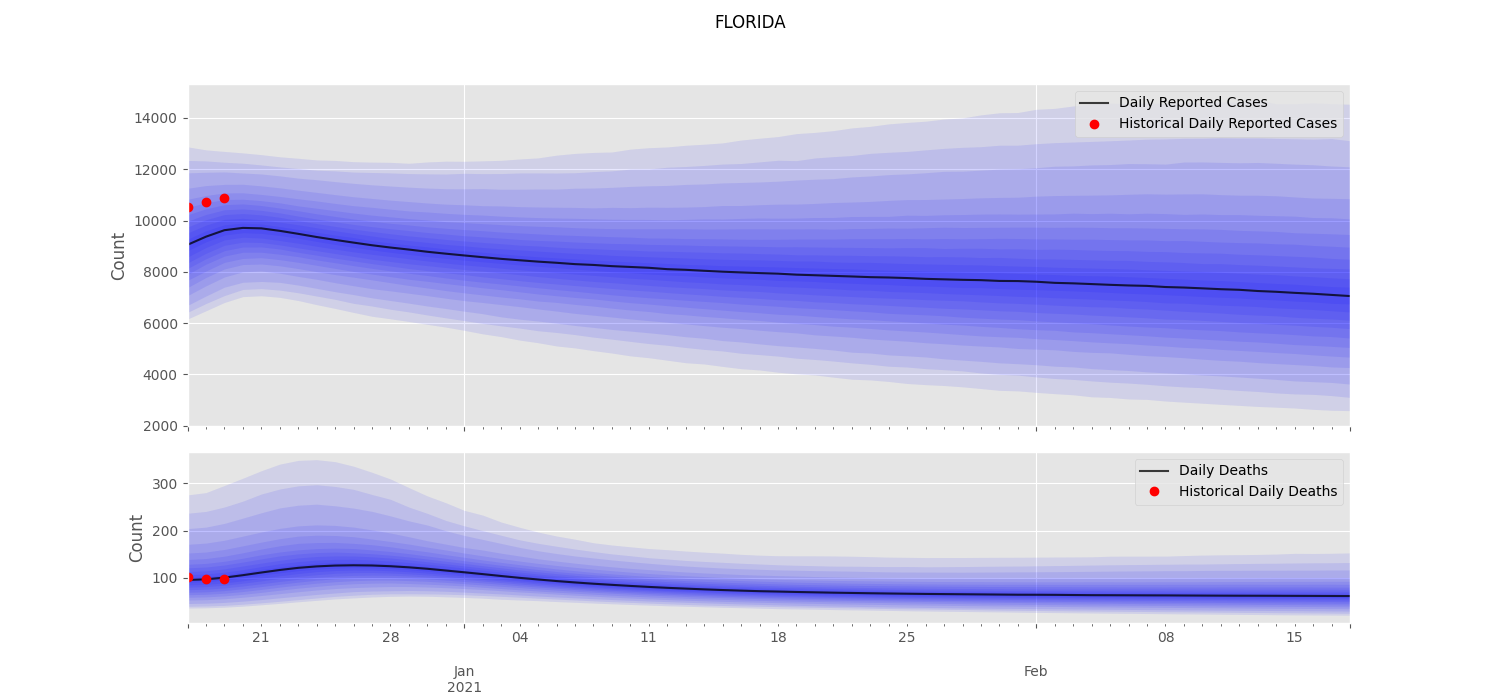 FLORIDA
Count
14000
12000
10000
8000
6000
4000
2000
Daily Reported Cases
Historical Daily Reported Cases
Count
300
200
100
Daily Deaths
Historical Daily Deaths
21 28 04 11 18 25 08 15
Jan Feb
2021